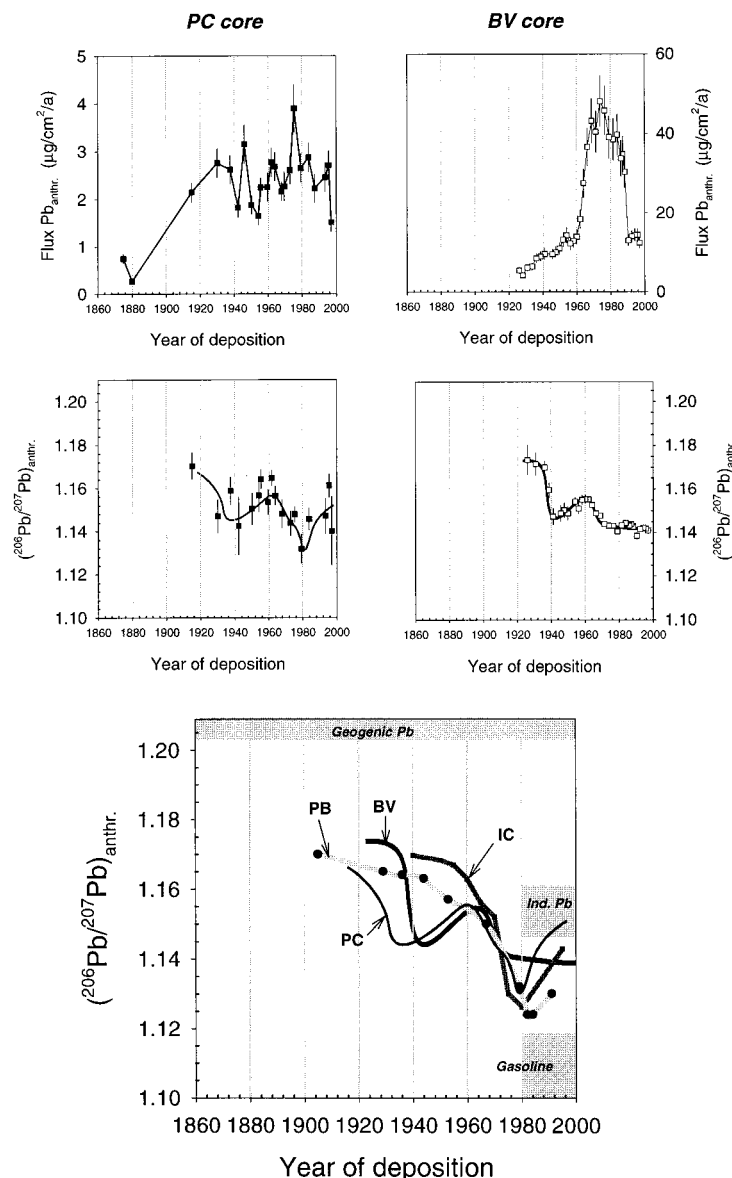 PC core
BV core
Flux Pb anthr. (µg/cm²/a)
5
4
3
2
1
0
1860 1880 1900 1920 1940 1960 1980 2000
Year of deposition
60
40
20
0
Flux Pb anthr. (µg/cm²/a)
1860 1880 1900 1920 1940 1960 1980 2000
Year of deposition
(²⁰⁶Pb/²⁰⁷Pb)anthr.
1.20
1.18
1.16
1.14
1.12
1.10
1860 1880 1900 1920 1940 1960 1980 2000
Year of deposition
1.20
1.18
1.16
1.14
1.12
1.10
(²⁰⁶Pb/²⁰⁷Pb)anthr.
1860 1880 1900 1920 1940 1960 1980 2000
Year of deposition
(²⁰⁶Pb/²⁰⁷Pb)anthr.
1.20
1.18
1.16
1.14
1.12
1.10
Geogenic Pb
PB
BV
IC
PC
Ind. Pb
Gasoline
1860 1880 1900 1920 1940 1960 1980 2000
Year of deposition